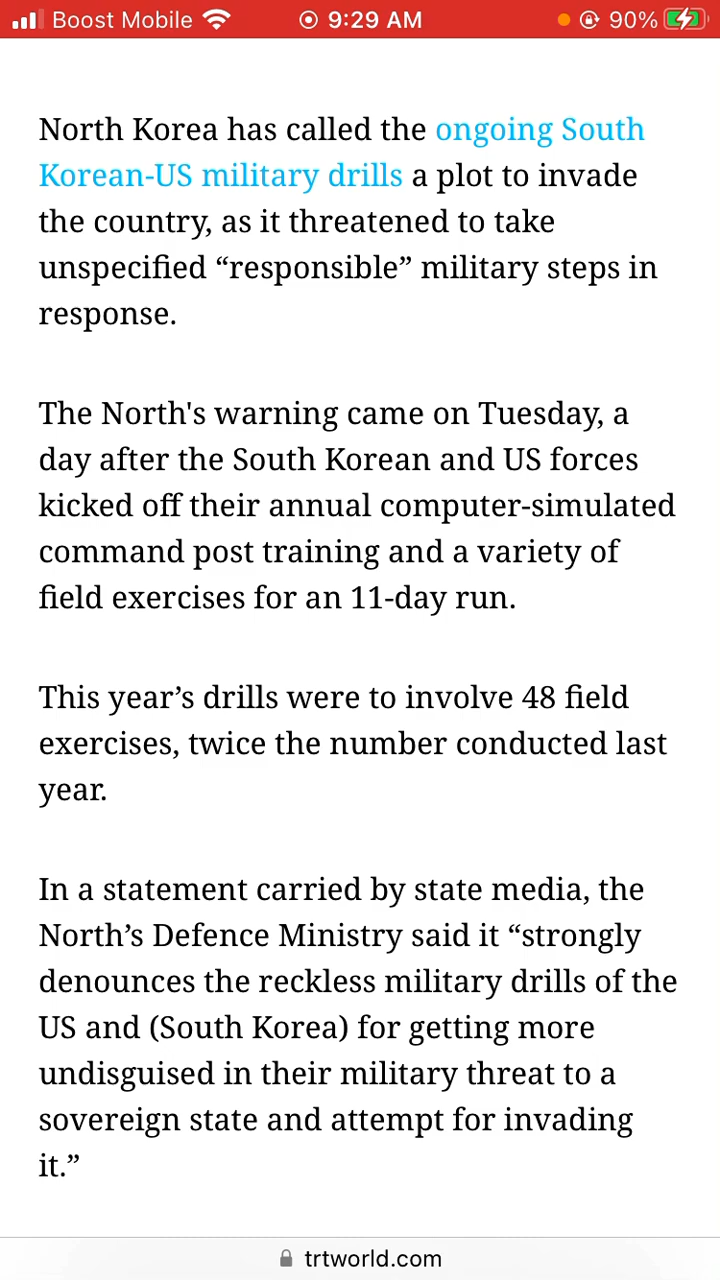 Boost Mobile 9:29 AM 90%
North Korea has called the ongoing South
Korean-US military drills a plot to invade
the country, as it threatened to take
unspecified “responsible” military steps in
response.
The North's warning came on Tuesday, a
day after the South Korean and US forces
kicked off their annual computer-simulated
command post training and a variety of
field exercises for an 11-day run.
This year’s drills were to involve 48 field
exercises, twice the number conducted last
year.
In a statement carried by state media, the
North’s Defence Ministry said it “strongly
denounces the reckless military drills of the
US and (South Korea) for getting more
undisguised in their military threat to a
sovereign state and attempt for invading
it.”
trtworld.com